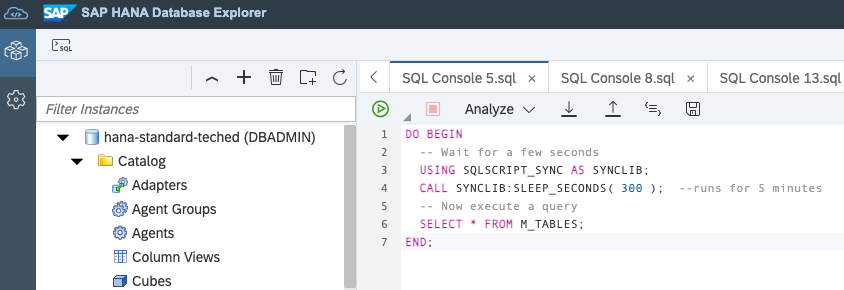 SAP SAP HANA Database Explorer
SQL
SQL Console 5.sql × SQL Console 8.sql × SQL Console 13.sql
Filter Instances
Analyze
hana-standard-teched (DBADMIN)
Catalog
Adapters
Agent Groups
Agents
Column Views
Cubes
1 DO BEGIN
2 -- Wait for a few seconds
3 USING SQLSCRIPT_SYNC AS SYNCLIB;
4 CALL SYNCLIB:SLEEP_SECONDS( 300 ); --runs for 5 minutes
5 -- Now execute a query
6 SELECT * FROM M_TABLES;
7 END;